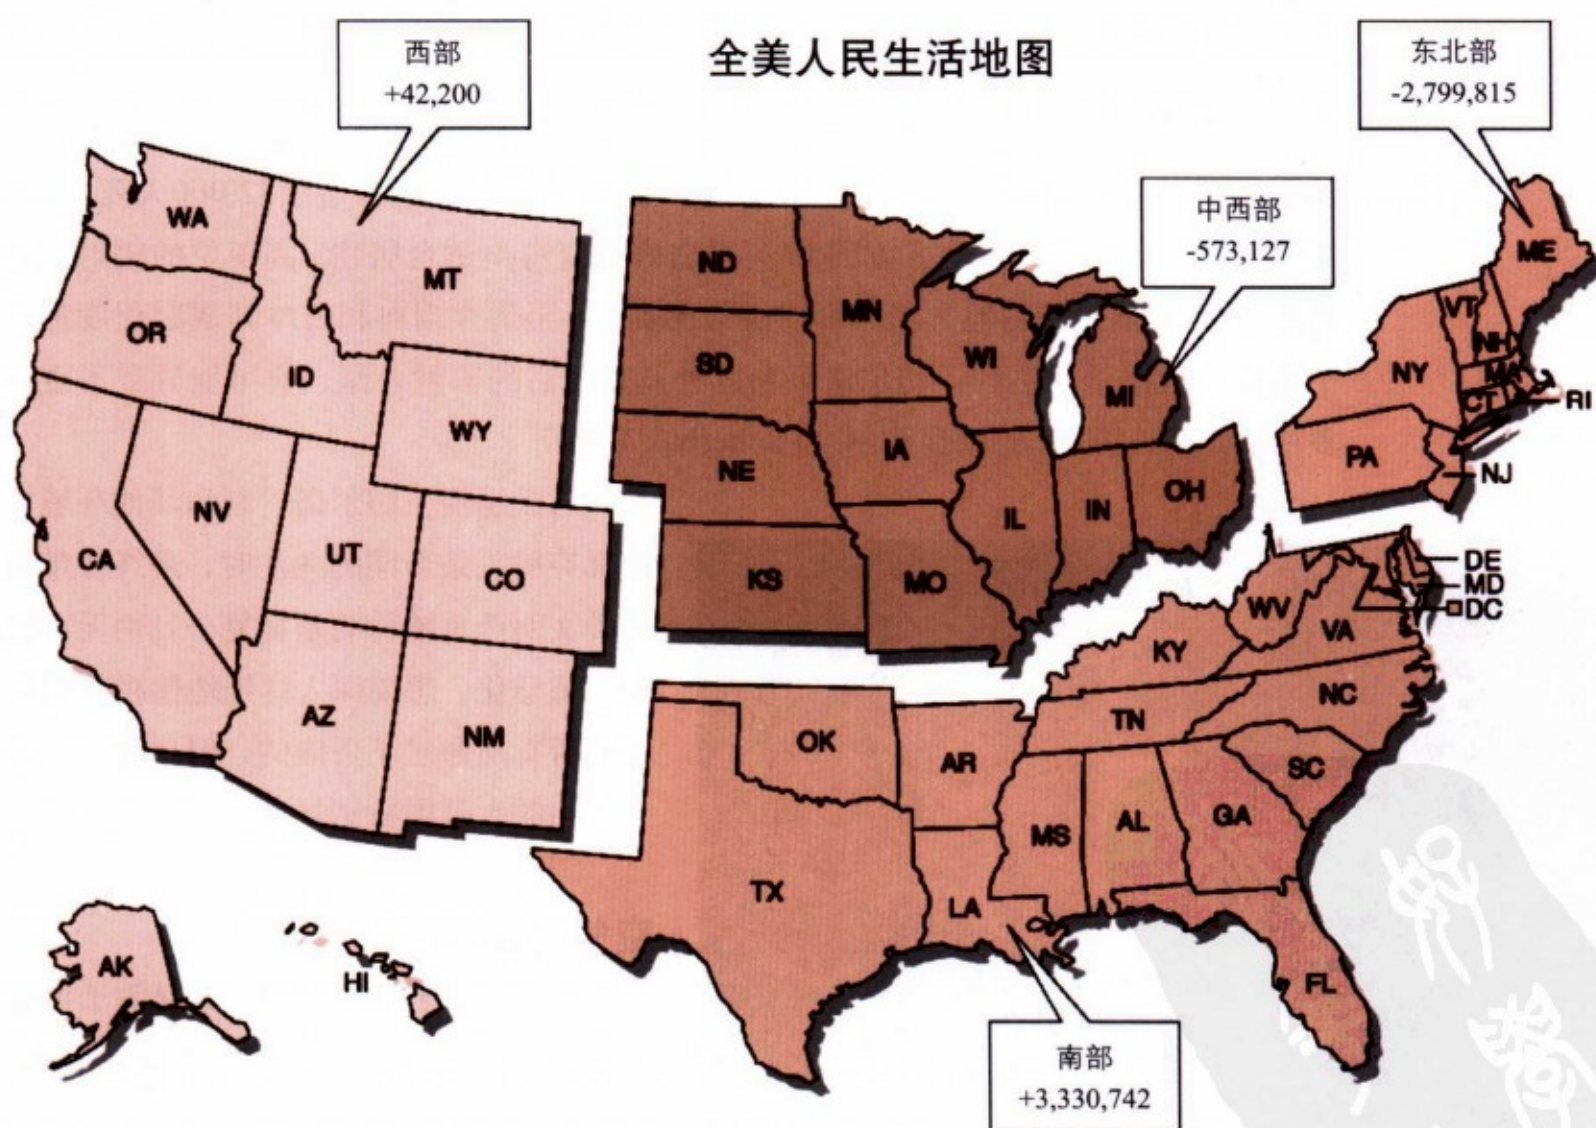 全美人民生活地图
西部
+42,200
东北部
-2,799,815
中西部
-573,127
南部
+3,330,742
WA
MT
OR
ID
WY
NV
UT
CA
CO
AZ
NM
AK
HI
ND
MN
SD
WI
MI
NE
IA
IL
IN
OH
KS
MO
ME
VT
NH
NY
MA
CT
RI
PA
NJ
DE
MD
DC
WV
VA
KY
NC
TN
OK
AR
SC
MS
AL
GA
TX
LA
FL